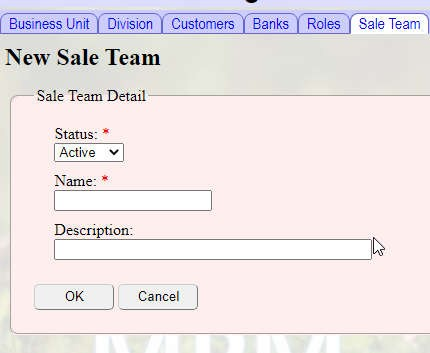 Business Unit Division Customers Banks Roles Sale Team
New Sale Team
Sale Team Detail
Status: *
Active
Name: *
Description:
OK Cancel